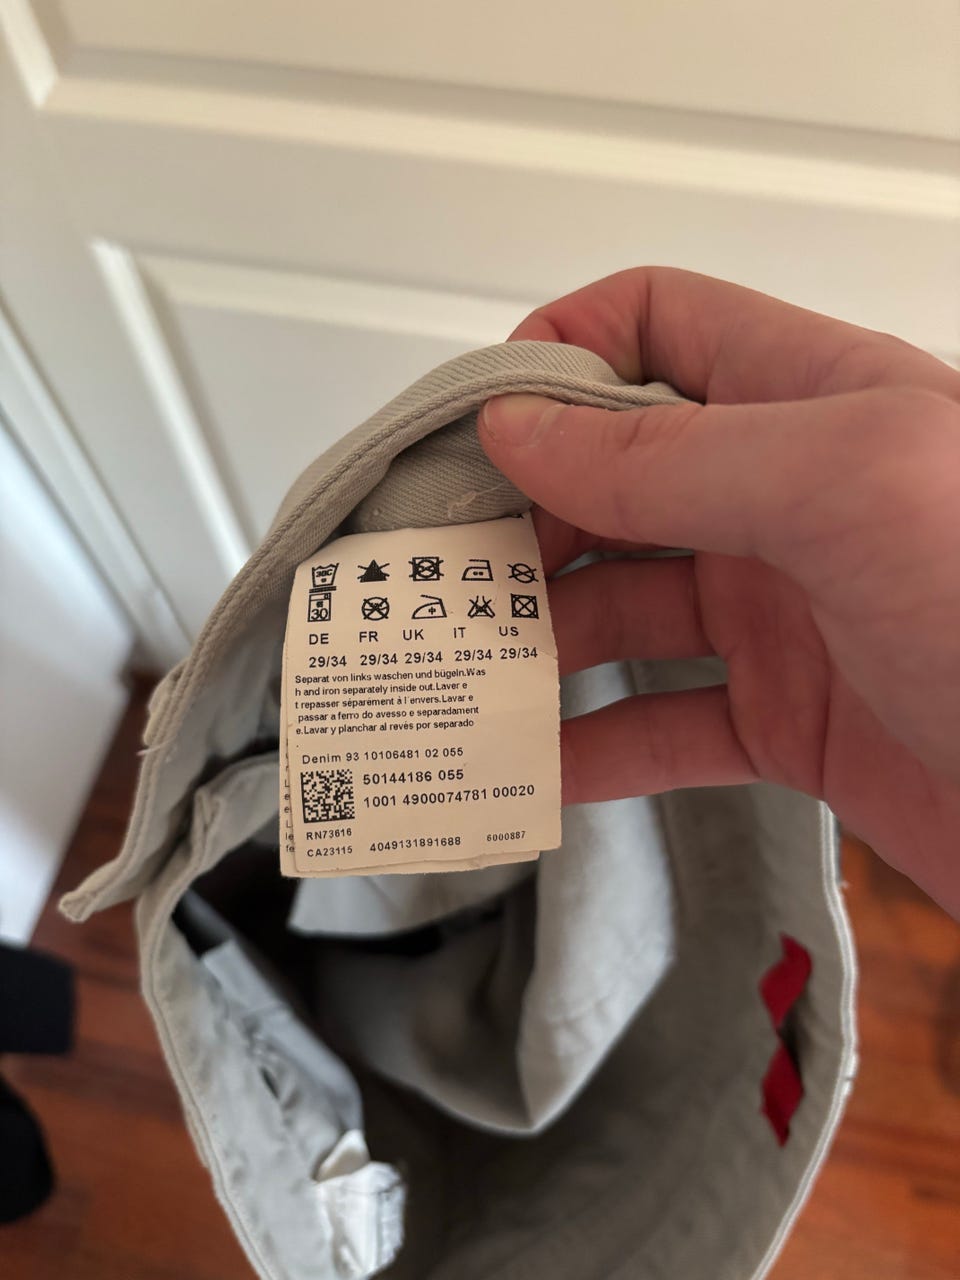 30C
30
DE FR UK IT US
29/34 29/34 29/34 29/34 29/34
Separat von links waschen und bügeln.Was
h and iron separately inside out.Laver e
t repasser séparément à l´envers.Lavar e
passar a ferro do avesso e separadament
e.Lavar y planchar al revés por separado
.
Denim 93 10106481 02 055
50144186 055
1001 4900074781 00020
RN73616
CA23115 4049131891688 6000887